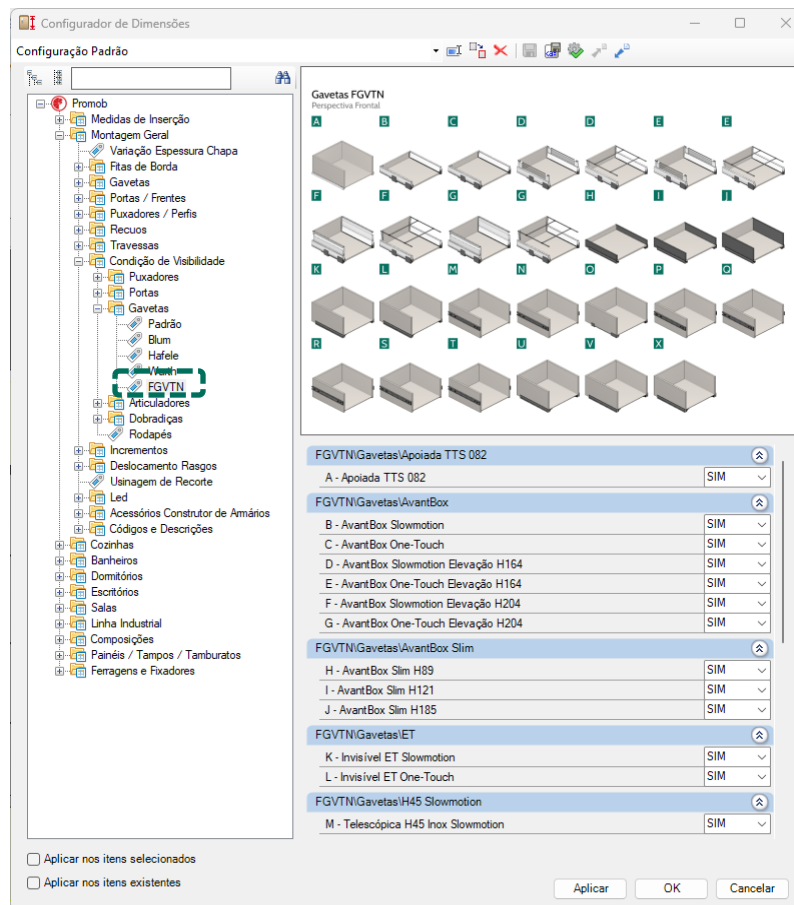 Configurador de Dimensões
Configuração Padrão
Promob
Medidas de Inserção
Montagem Geral
Variação Espessura Chapa
Fitas de Borda
Gavetas
Portas / Frentes
Puxadores / Perfis
Recuos
Travessas
Condição de Visibilidade
Puxadores
Portas
Gavetas
Padrão
Blum
Hafele
Wurth
FGVTN
Articuladores
Dobradiças
Rodapés
Incrementos
Deslocamento Rasgos
Usinagem de Recorte
Led
Acessórios Construtor de Armários
Códigos e Descrições
Cozinhas
Banheiros
Dormitórios
Escritórios
Salas
Linha Industrial
Composições
Painéis / Tampos / Tamburatos
Ferragens e Fixadores
Gavetas FGVTN
Perspectiva Frontal
A B C D D E E
F F G G H I J
K L M N O P Q
R S T U V X
FGVTN\Gavetas\Apoiada TTS 082
A - Apoiada TTS 082 SIM
FGVTN\Gavetas\AvantBox
B - AvantBox Slowmotion SIM
C - AvantBox One-Touch SIM
D - AvantBox Slowmotion Elevação H164 SIM
E - AvantBox One-Touch Elevação H164 SIM
F - AvantBox Slowmotion Elevação H204 SIM
G - AvantBox One-Touch Elevação H204 SIM
FGVTN\Gavetas\AvantBox Slim
H - AvantBox Slim H89 SIM
I - AvantBox Slim H121 SIM
J - AvantBox Slim H185 SIM
FGVTN\Gavetas\ET
K - Invisível ET Slowmotion SIM
L - Invisível ET One-Touch SIM
FGVTN\Gavetas\H45 Slowmotion
M - Telescópica H45 Inox Slowmotion SIM
Aplicar nos itens selecionados
Aplicar nos itens existentes
Aplicar OK Cancelar